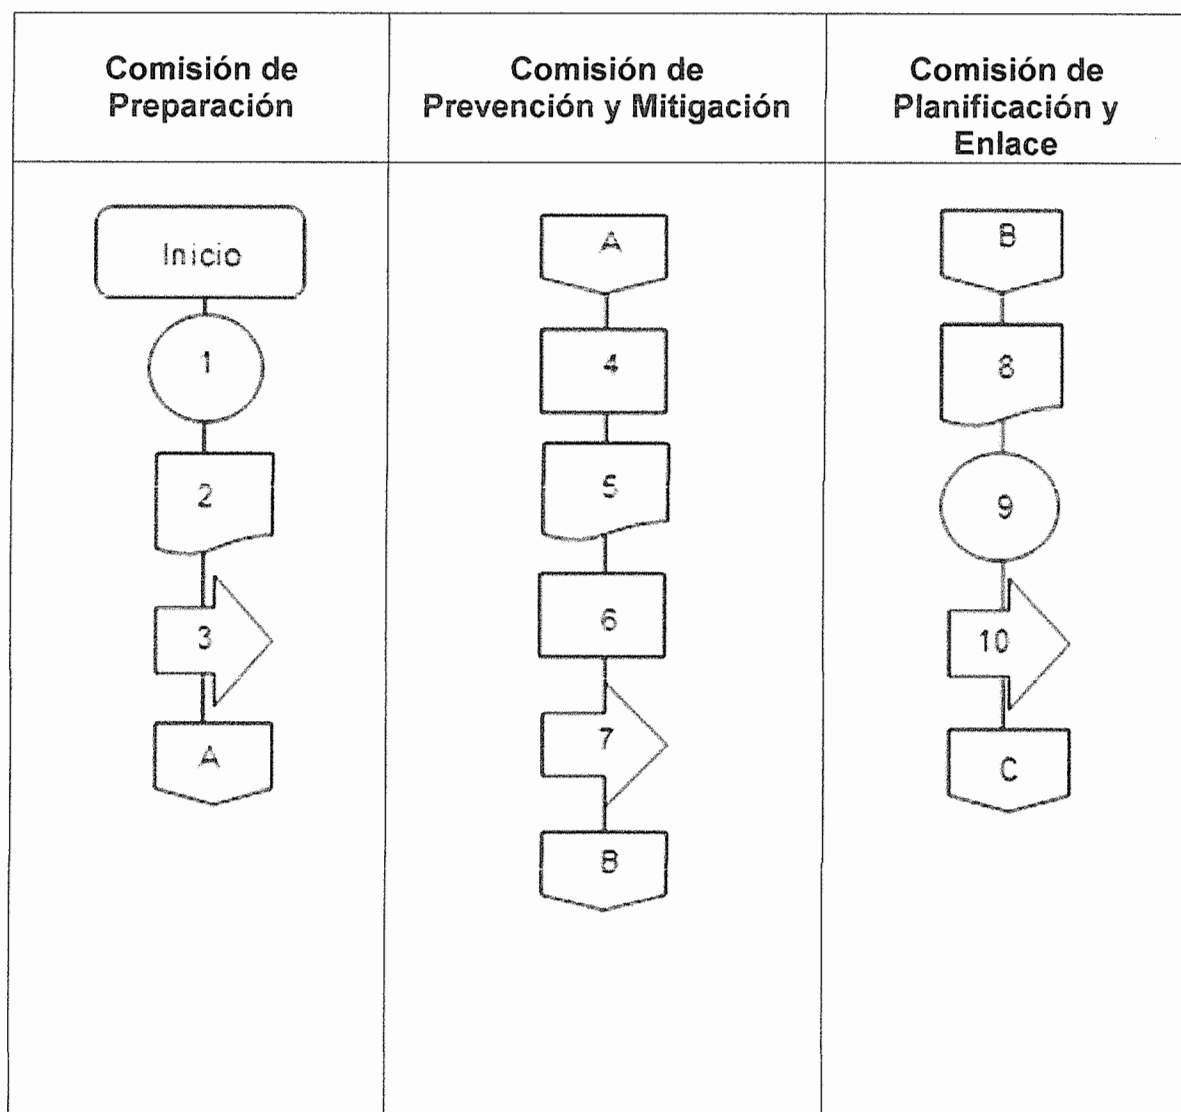 Comisión de
Preparación
Comisión de
Prevención y Mitigación
Comisión de
Planificación y
Enlace
Inicio
1
2
3
A
A
4
5
6
7
B
B
8
9
10
C